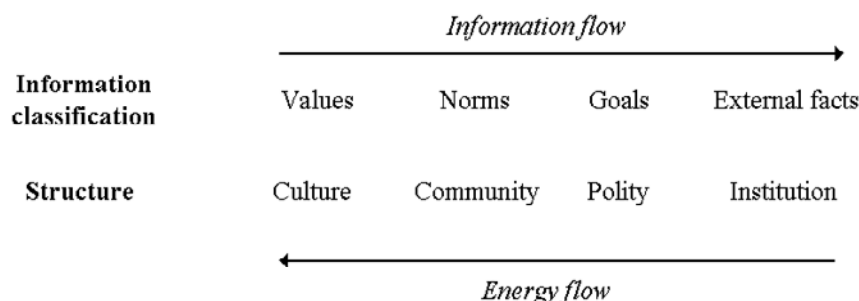 Information flow
Information
classification
Values Norms Goals External facts
Structure Culture Community Polity Institution
Energy flow